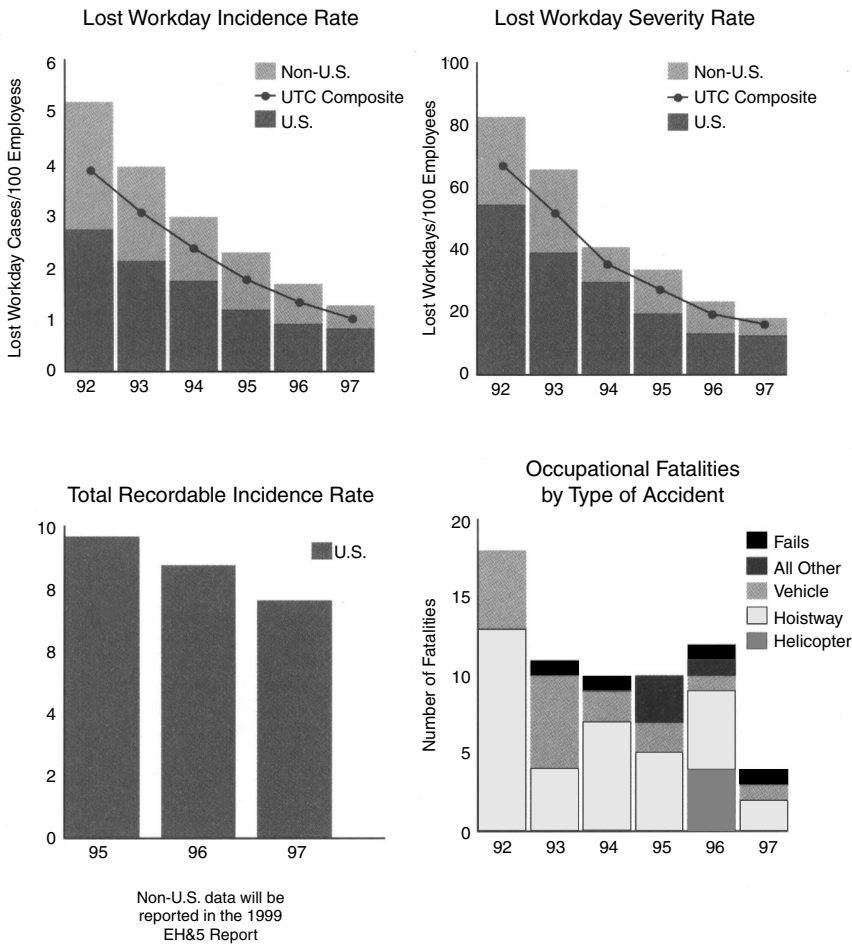 Lost Workday Incidence Rate
Lost Workday Cases/100 Employess
6
5
4
3
2
1
0
Non-U.S.
UTC Composite
U.S.
92 93 94 95 96 97
Lost Workday Severity Rate
Lost Workdays/100 Employees
100
80
60
40
20
0
Non-U.S.
UTC Composite
U.S.
92 93 94 95 96 97
Total Recordable Incidence Rate
10
8
8
4
2
0
U.S.
95 96 97
Non-U.S. data will be
reported in the 1999
EH&5 Report
Occupational Fatalities
by Type of Accident
Number of Fatalities
20
15
10
5
0
Fails
All Other
Vehicle
Hoistway
Helicopter
92 93 94 95 96 97